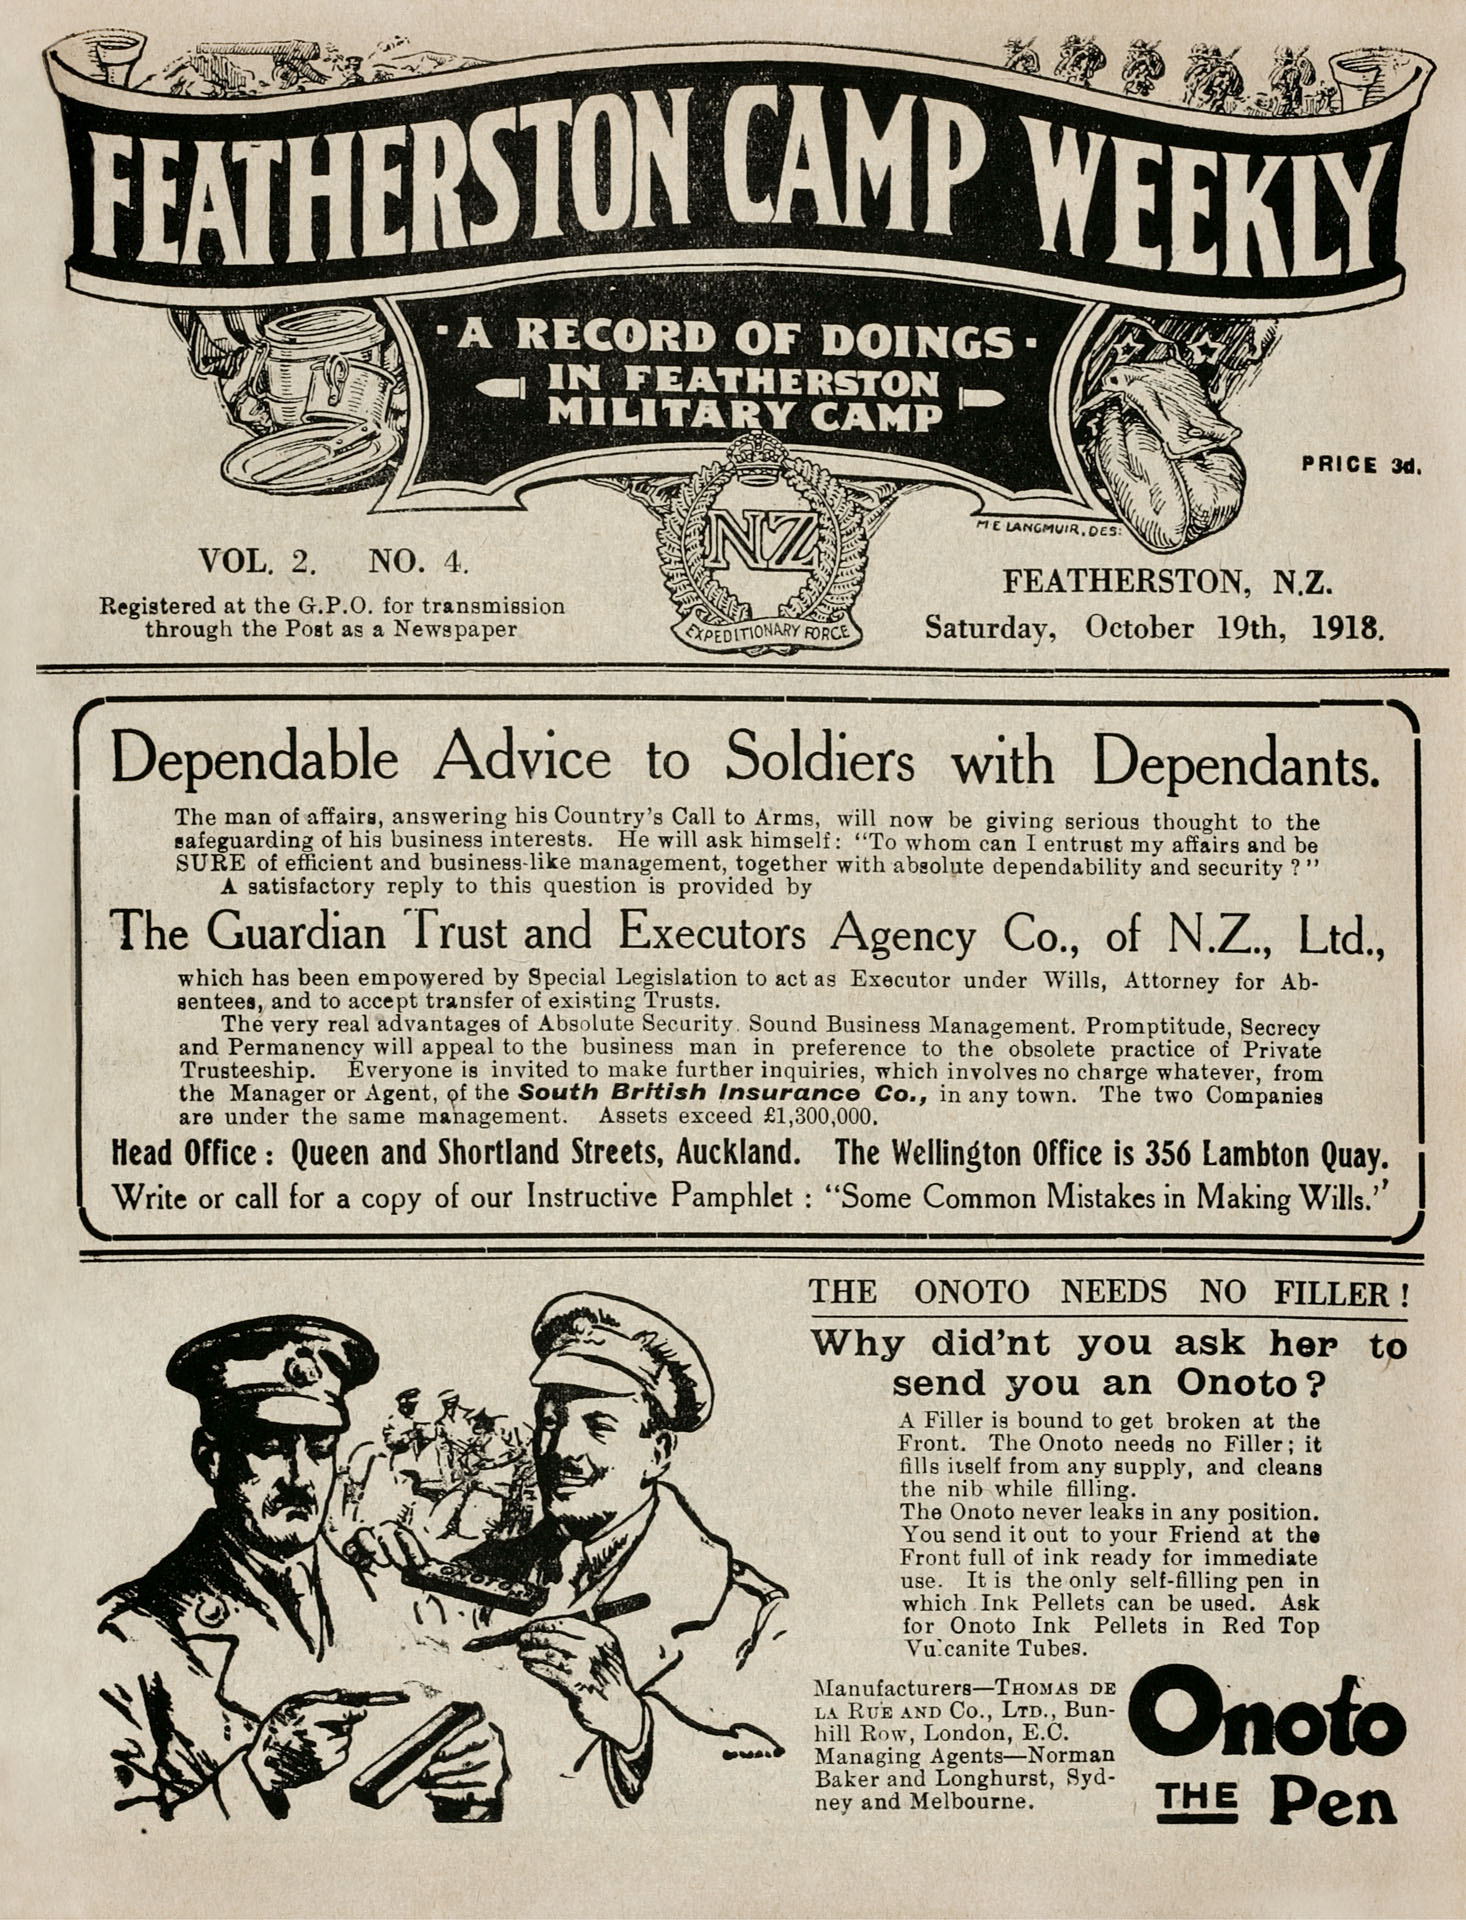 FEATHERSTON CAMP WEEKLY
· A RECORD OF DOINGS ·
IN FEATHERSTON
MILITARY CAMP
PRICE 3d.
NZ
EXPEDITIONARY FORCE
M E LANGMUIR, DES:
VOL. 2. NO. 4.
Registered at the G.P.O. for transmission
through the Post as a Newspaper
FEATHERSTON, N.Z.
Saturday, October 19th, 1918.
Dependable Advice to Soldiers with Dependants.
The man of affairs, answering his Country's Call to Arms, will now be giving serious thought to the
safeguarding of his business interests. He will ask himself: "To whom can I entrust my affairs and be
SURE of efficient and business-like management, together with absolute dependability and security?"
A satisfactory reply to this question is provided by
The Guardian Trust and Executors Agency Co., of N.Z., Ltd.,
which has been empowered by Special Legislation to act as Executor under Wills, Attorney for Ab-
sentees, and to accept transfer of existing Trusts.
The very real advantages of Absolute Security. Sound Business Management. Promptitude, Secrecy
and Permanency will appeal to the business man in preference to the obsolete practice of Private
Trusteeship. Everyone is invited to make further inquiries, which involves no charge whatever, from
the Manager or Agent, of the South British Insurance Co., in any town. The two Companies
are under the same management. Assets exceed £1,300,000.
Head Office: Queen and Shortland Streets, Auckland. The Wellington Office is 356 Lambton Quay.
Write or call for a copy of our Instructive Pamphlet: "Some Common Mistakes in Making Wills."
THE ONOTO NEEDS NO FILLER!
Why did'nt you ask her to
send you an Onoto?
A Filler is bound to get broken at the
Front. The Onoto needs no Filler; it
fills itself from any supply, and cleans
the nib while filling.
The Onoto never leaks in any position.
You send it out to your Friend at the
Front full of ink ready for immediate
use. It is the only self-filling pen in
which Ink Pellets can be used. Ask
for Onoto Ink Pellets in Red Top
Vulcanite Tubes.
ONOTO
Manufacturers—THOMAS DE
LA RUE AND CO., LTD., Bun-
hill Row, London, E.C.
Managing Agents—Norman
Baker and Longhurst, Syd-
ney and Melbourne.
Onoto
THE Pen